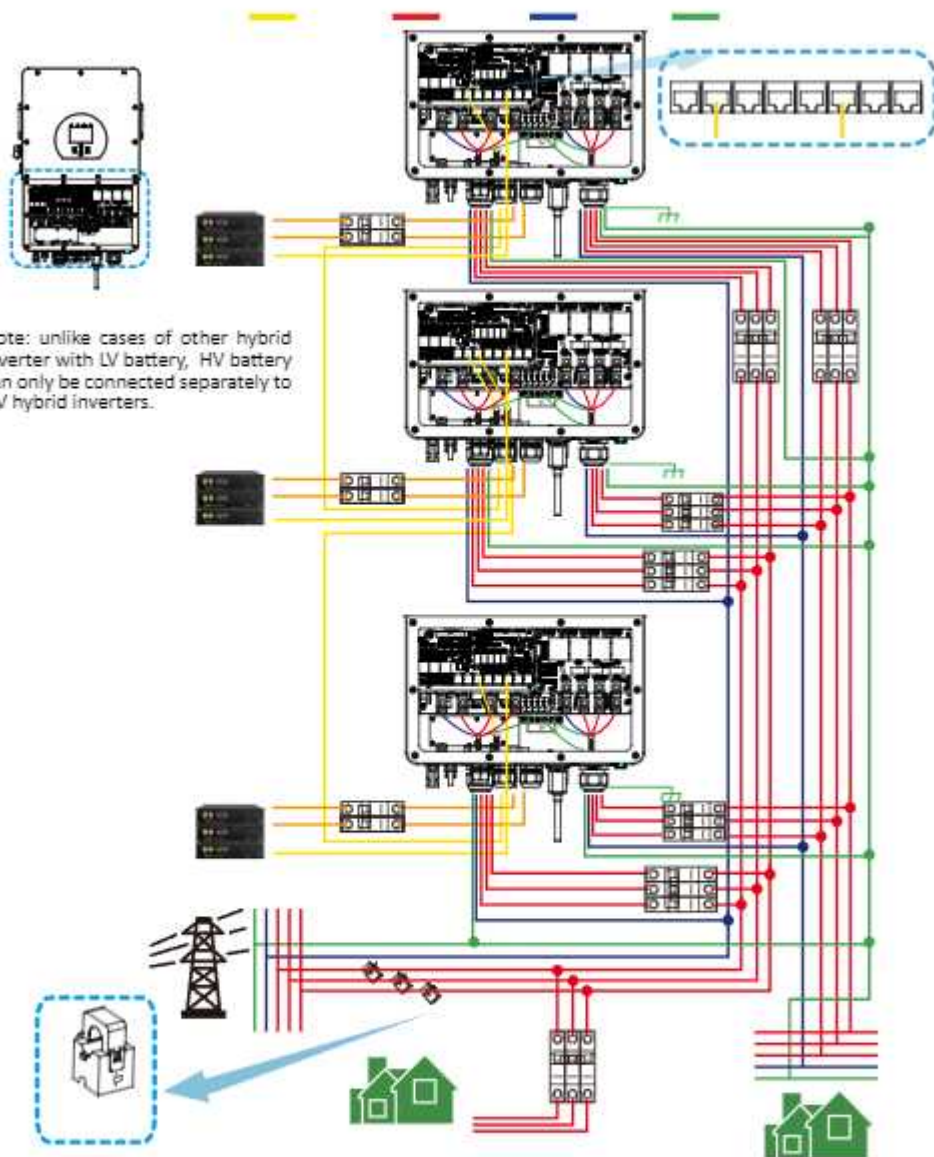 ote: unlike cases of other hybrid
verter with LV battery, HV battery
n only be connected separately to
V hybrid inverters.